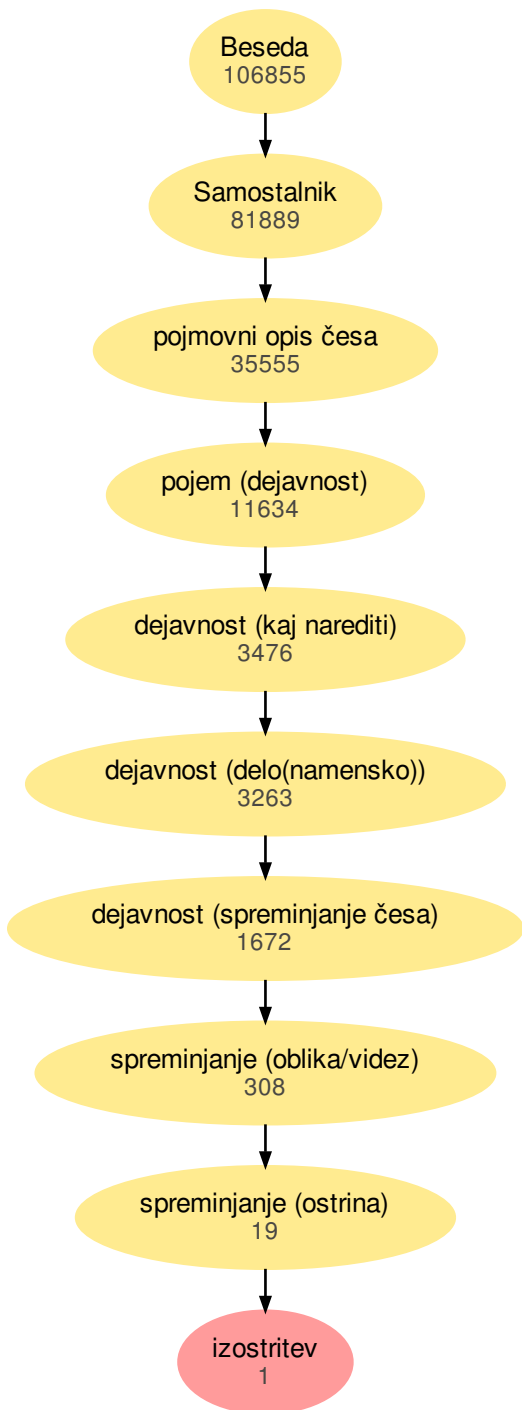 Beseda
106855
Samostalnik
81889
pojmovni opis česa
35555
pojem (dejavnost)
11634
dejavnost (kaj narediti)
3476
dejavnost (delo(namensko))
3263
dejavnost (spreminjanje česa)
1672
spreminjanje (oblika/videz)
308
spreminjanje (ostrina)
19
izostritev
1